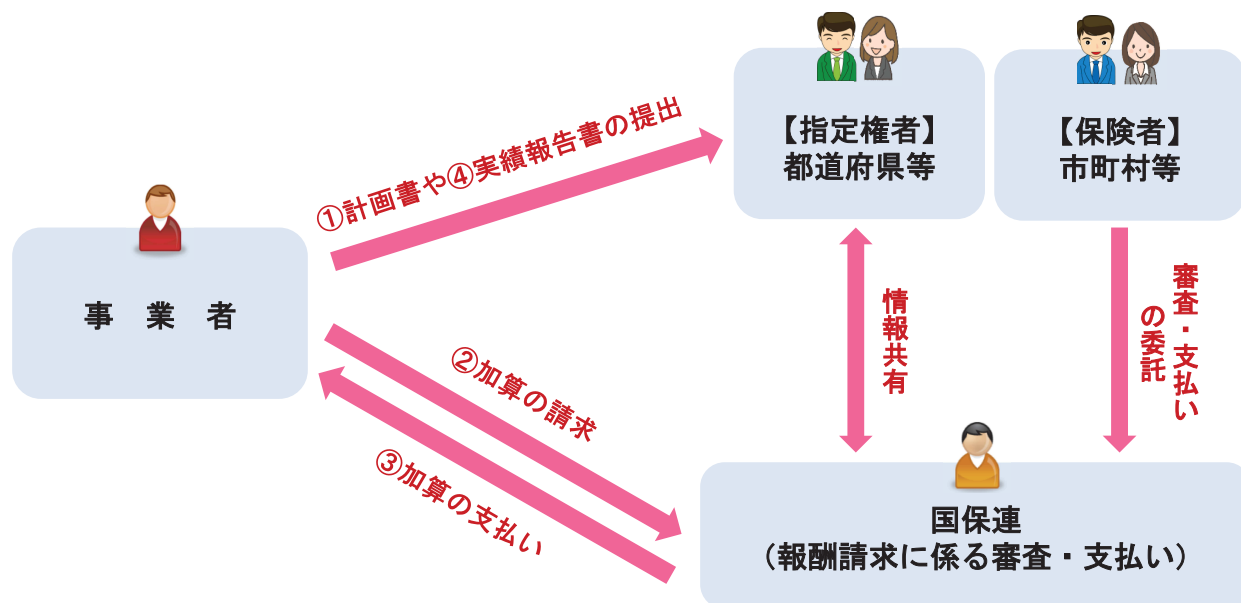 【指定権者】
都道府県等
【保険者】
市町村等
①計画書や④実績報告書の提出
事　業　者
情報共有
審査・支払い
の委託
②加算の請求
③加算の支払い
国保連
（報酬請求に係る審査・支払い）